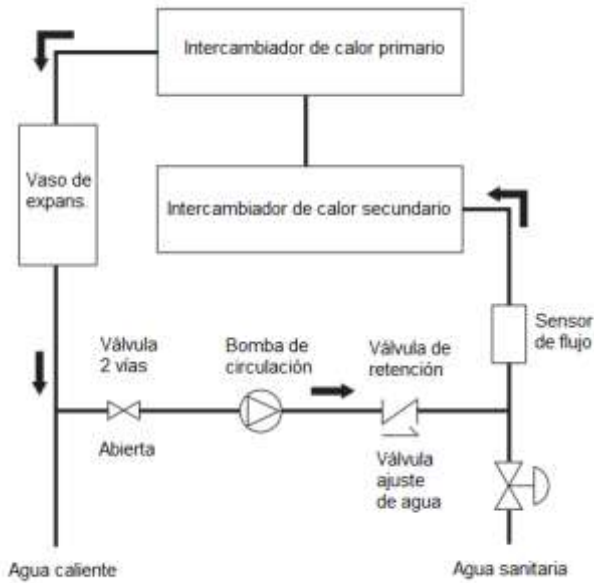 Intercambiador de calor primario
Vaso de
expans.
Intercambiador de calor secundario
Sensor
de flujo
Válvula
2 vías
Bomba de
circulación
Válvula de
retención
Abierta
Válvula
ajuste
de agua
Agua caliente
Agua sanitaria